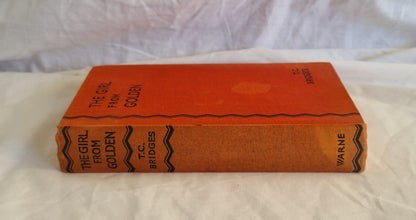 THE GIRL
FROM
GOLDEN
T.C.
BRIDGES
THE GIRL
FROM
GOLDEN
T.C.
BRIDGES
WARNE